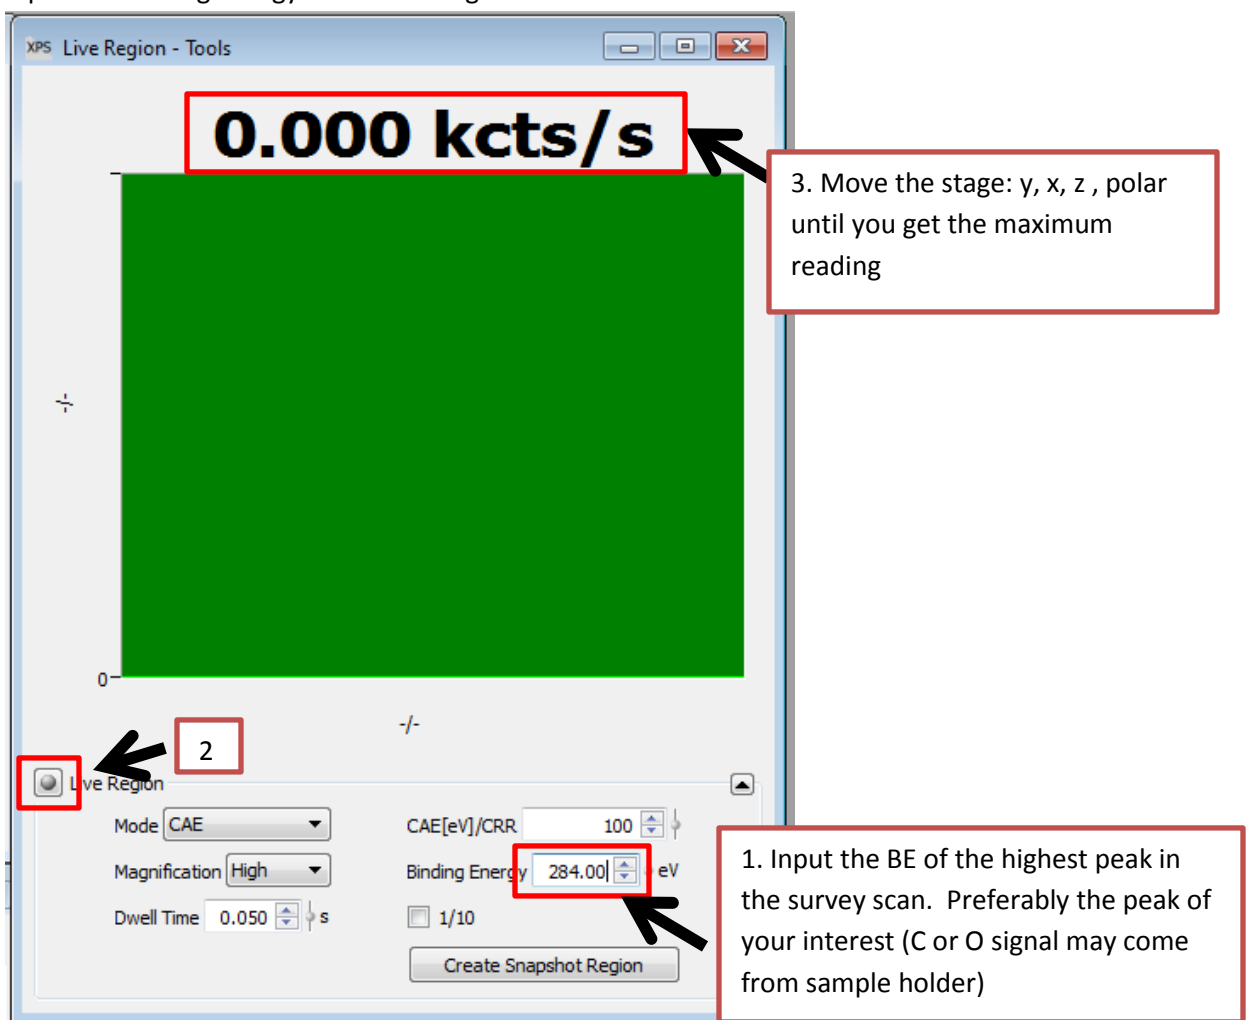 XPS Live Region - Tools
0.000 kcts/s
3. Move the stage: y, x, z , polar
until you get the maximum
reading
-/-
0
-/-
2
Live Region
Mode CAE
CAE[eV]/CRR 100
Magnification High
Binding Energy 284.00 eV
Dwell Time 0.050 s
1/10
Create Snapshot Region
1. Input the BE of the highest peak in
the survey scan.  Preferably the peak of
your interest (C or O signal may come
from sample holder)